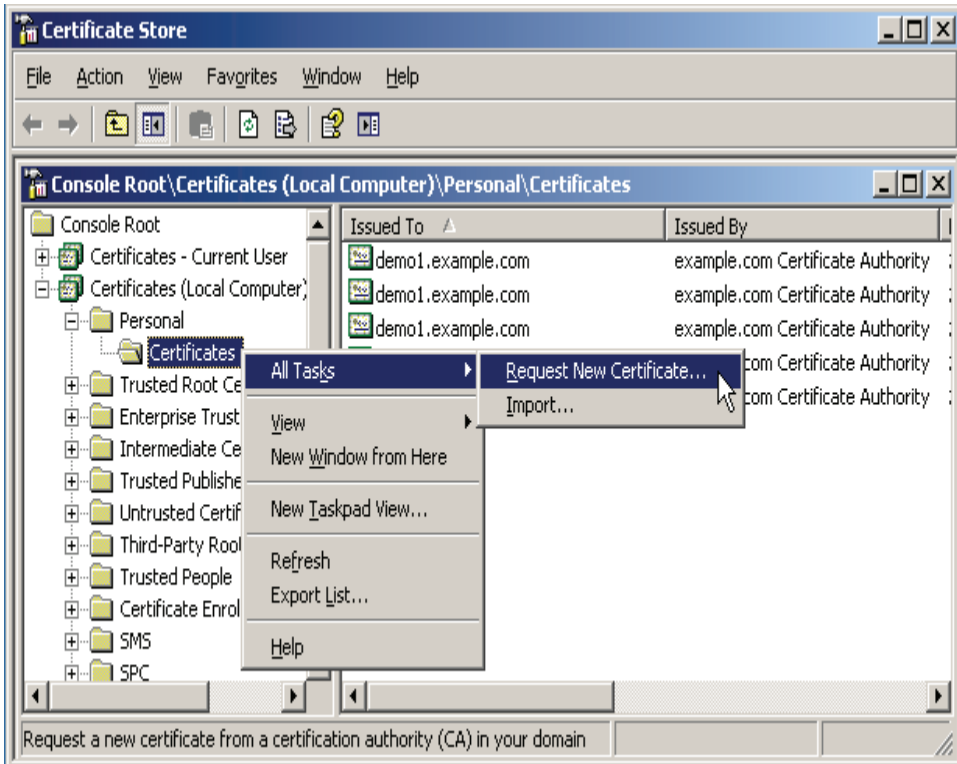 Certificate Store
File Action View Favorites Window Help
Console Root\Certificates (Local Computer)\Personal\Certificates
Console Root
Certificates - Current User
Certificates (Local Computer)
Personal
Certificates
Trusted Root Ce
Enterprise Trust
Intermediate Ce
Trusted Publishe
Untrusted Certif
Third-Party Root
Trusted People
Certificate Enrol
SMS
SPC
Issued To Issued By
demo1.example.com example.com Certificate Authority
demo1.example.com example.com Certificate Authority
demo1.example.com example.com Certificate Authority
com Certificate Authority
com Certificate Authority
All Tasks
View
New Window from Here
New Taskpad View...
Refresh
Export List...
Help
Request New Certificate...
Import...
Request a new certificate from a certification authority (CA) in your domain